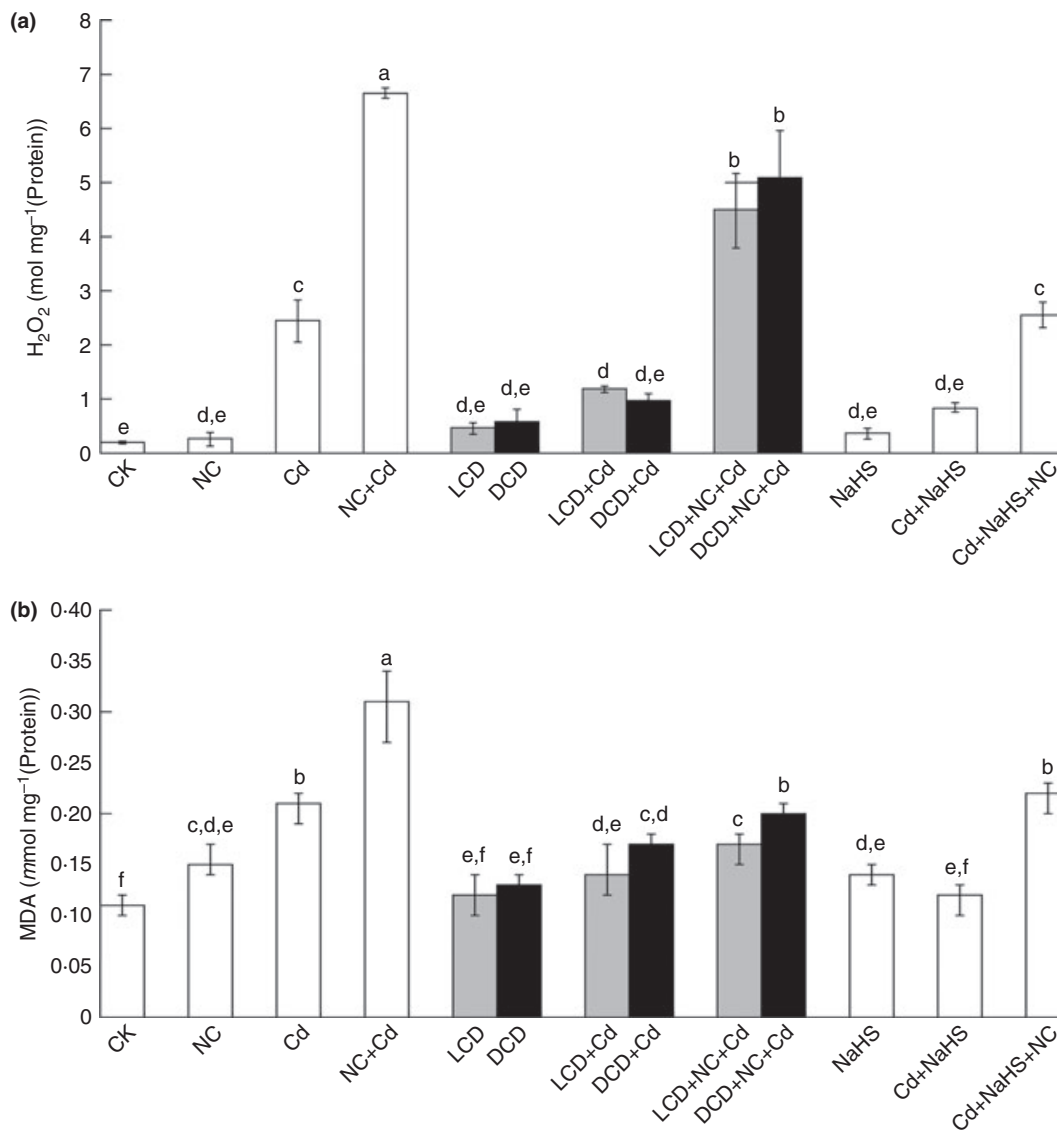 (a)
H₂O₂ (mol mg⁻¹(Protein))
8
7
6
5
4
3
2
1
0
e
d,e
c
a
d,e
d,e
d
d,e
b
b
d,e
d,e
c
CK
NC
Cd
NC+Cd
LCD
DCD
LCD+Cd
DCD+Cd
LCD+NC+Cd
DCD+NC+Cd
NaHS
Cd+NaHS
Cd+NaHS+NC
(b)
MDA (nmol mg⁻¹(Protein))
0·40
0·35
0·30
0·25
0·20
0·15
0·10
0·05
0
f
c,d,e
b
a
e,f
e,f
d,e
c,d
c
b
d,e
e,f
b
CK
NC
Cd
NC+Cd
LCD
DCD
LCD+Cd
DCD+Cd
LCD+NC+Cd
DCD+NC+Cd
NaHS
Cd+NaHS
Cd+NaHS+NC